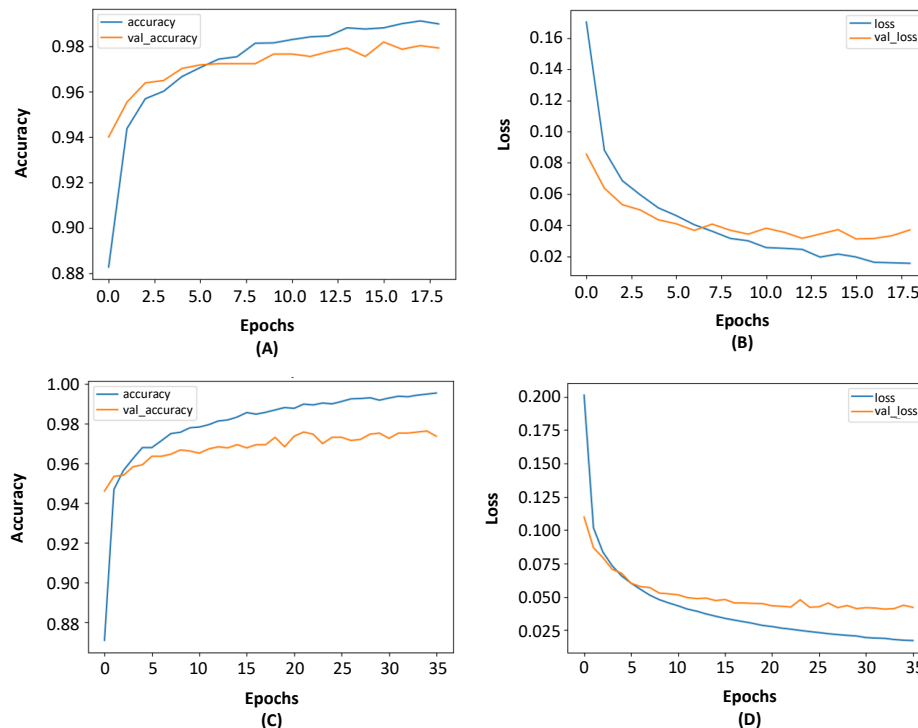 accuracy
val_accuracy
0.98
0.96
0.94
0.92
0.90
0.88
Accuracy
0.0 2.5 5.0 7.5 10.0 12.5 15.0 17.5
Epochs
(A)
loss
val_loss
0.16
0.14
0.12
0.10
0.08
0.06
0.04
0.02
Loss
0.0 2.5 5.0 7.5 10.0 12.5 15.0 17.5
Epochs
(B)
accuracy
val_accuracy
1.00
0.98
0.96
0.94
0.92
0.90
0.88
Accuracy
0 5 10 15 20 25 30 35
Epochs
(C)
loss
val_loss
0.200
0.175
0.150
0.125
0.100
0.075
0.050
0.025
Loss
0 5 10 15 20 25 30 35
Epochs
(D)